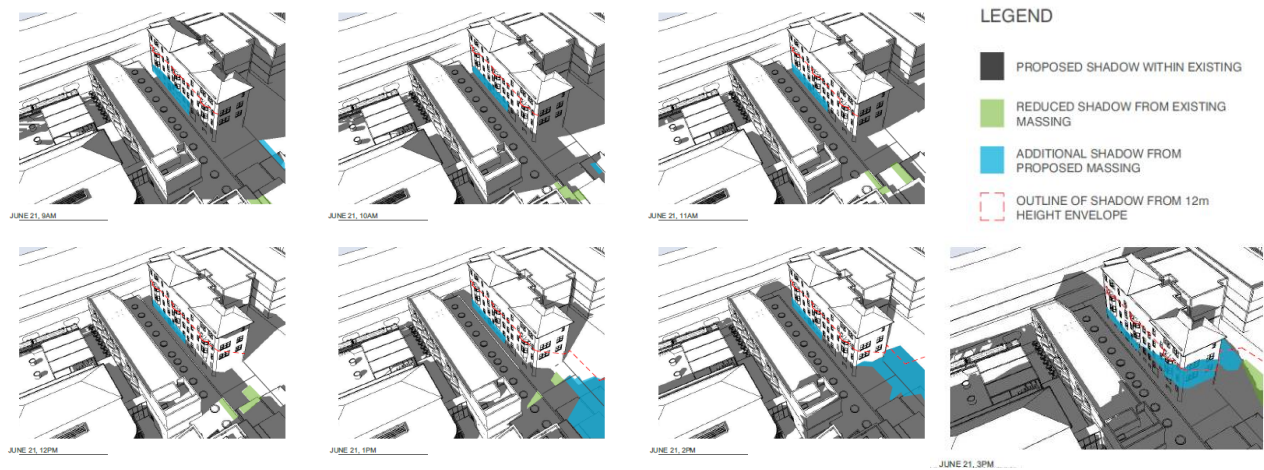 LEGEND
PROPOSED SHADOW WITHIN EXISTING
REDUCED SHADOW FROM EXISTING
MASSING
ADDITIONAL SHADOW FROM
PROPOSED MASSING
OUTLINE OF SHADOW FROM 12m
HEIGHT ENVELOPE
JUNE 21, 9AM
JUNE 21, 10AM
JUNE 21, 11AM
JUNE 21, 12PM
JUNE 21, 1PM
JUNE 21, 2PM
JUNE 21, 3PM